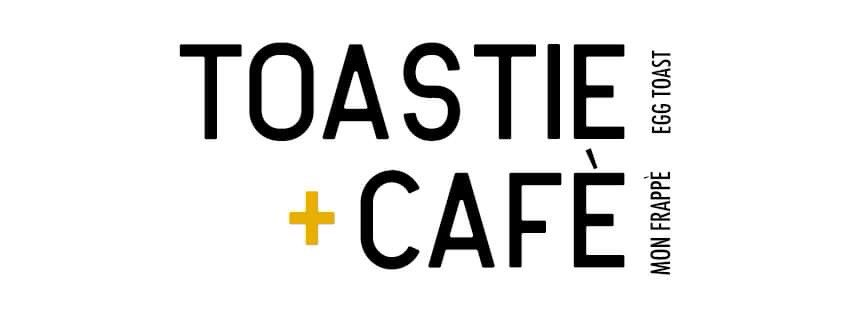 TOASTIE
+ CAFÈ
EGG TOAST
MON FRAPPÈ